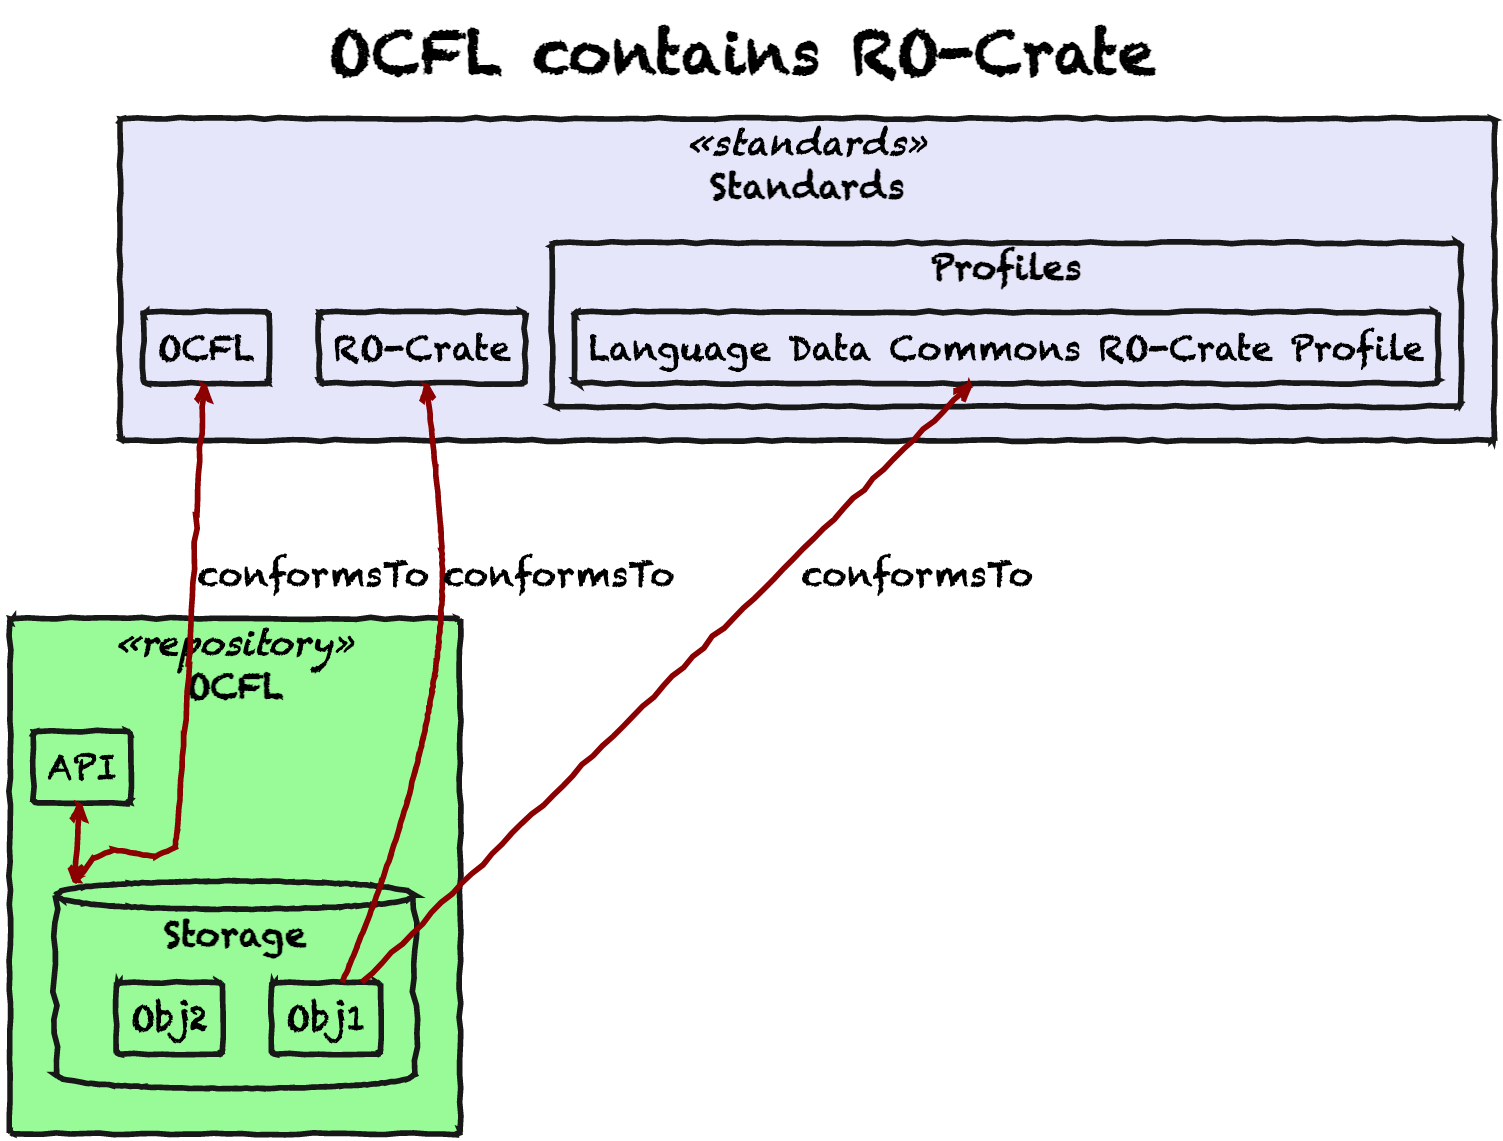 OCFL contains RO-Crate
«standards»
Standards
Profiles
OCFL
RO-Crate
Language Data Commons RO-Crate Profile
conformsTo
conformsTo
conformsTo
«repository»
OCFL
API
Storage
Obj2
Obj1